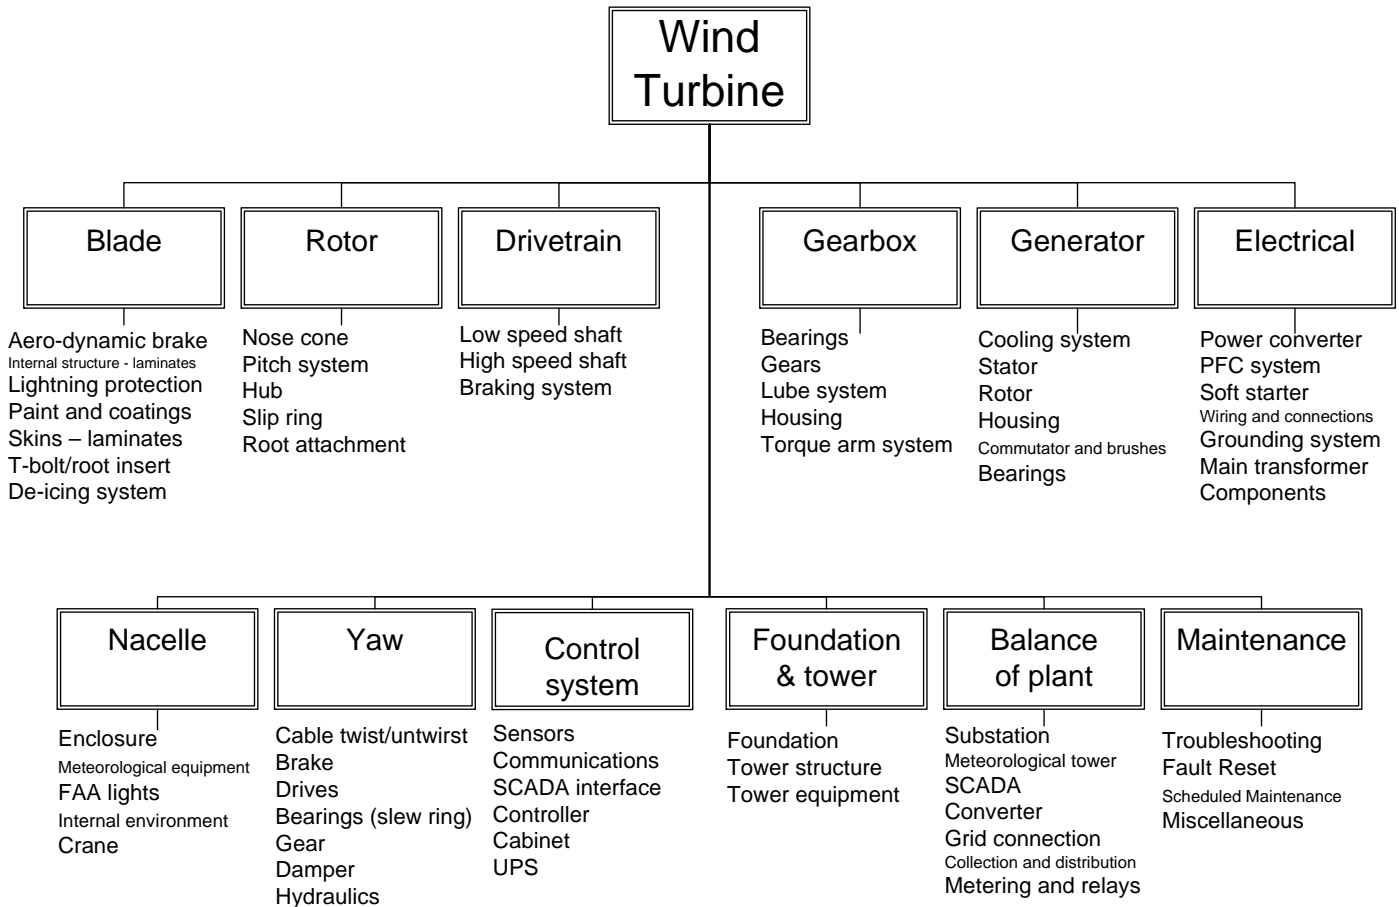 Wind
Turbine
Blade
Aero-dynamic brake
Internal structure - laminates
Lightning protection
Paint and coatings
Skins – laminates
T-bolt/root insert
De-icing system
Rotor
Nose cone
Pitch system
Hub
Slip ring
Root attachment
Drivetrain
Low speed shaft
High speed shaft
Braking system
Gearbox
Bearings
Gears
Lube system
Housing
Torque arm system
Generator
Cooling system
Stator
Rotor
Housing
Commutator and brushes
Bearings
Electrical
Power converter
PFC system
Soft starter
Wiring and connections
Grounding system
Main transformer
Components
Nacelle
Enclosure
Meteorological equipment
FAA lights
Internal environment
Crane
Yaw
Cable twist/untwirst
Brake
Drives
Bearings (slew ring)
Gear
Damper
Hydraulics
Control
system
Sensors
Communications
SCADA interface
Controller
Cabinet
UPS
Foundation
& tower
Foundation
Tower structure
Tower equipment
Balance
of plant
Substation
Meteorological tower
SCADA
Converter
Grid connection
Collection and distribution
Metering and relays
Maintenance
Troubleshooting
Fault Reset
Scheduled Maintenance
Miscellaneous